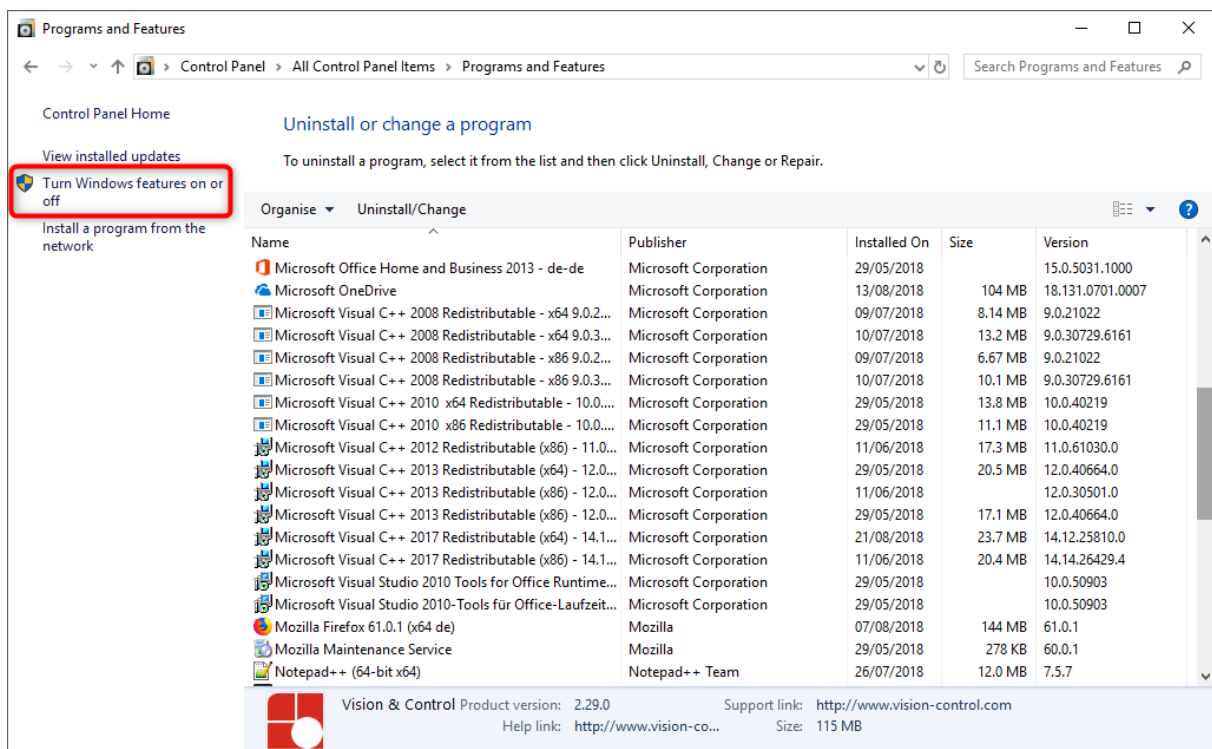 Programs and Features
Control Panel > All Control Panel Items > Programs and Features
Search Programs and Features
Control Panel Home
View installed updates
Turn Windows features on or
off
Install a program from the
network
Uninstall or change a program
To uninstall a program, select it from the list and then click Uninstall, Change or Repair.
Organise Uninstall/Change
Name Publisher Installed On Size Version
Microsoft Office Home and Business 2013 - de-de Microsoft Corporation 29/05/2018 15.0.5031.1000
Microsoft OneDrive Microsoft Corporation 13/08/2018 104 MB 18.131.0701.0007
Microsoft Visual C++ 2008 Redistributable - x64 9.0.2... Microsoft Corporation 09/07/2018 8.14 MB 9.0.21022
Microsoft Visual C++ 2008 Redistributable - x64 9.0.3... Microsoft Corporation 10/07/2018 13.2 MB 9.0.30729.6161
Microsoft Visual C++ 2008 Redistributable - x86 9.0.2... Microsoft Corporation 09/07/2018 6.67 MB 9.0.21022
Microsoft Visual C++ 2008 Redistributable - x86 9.0.3... Microsoft Corporation 10/07/2018 10.1 MB 9.0.30729.6161
Microsoft Visual C++ 2010 x64 Redistributable - 10.0.... Microsoft Corporation 29/05/2018 13.8 MB 10.0.40219
Microsoft Visual C++ 2010 x86 Redistributable - 10.0.... Microsoft Corporation 29/05/2018 11.1 MB 10.0.40219
Microsoft Visual C++ 2012 Redistributable (x86) - 11.0... Microsoft Corporation 11/06/2018 17.3 MB 11.0.61030.0
Microsoft Visual C++ 2013 Redistributable (x64) - 12.0... Microsoft Corporation 29/05/2018 20.5 MB 12.0.40664.0
Microsoft Visual C++ 2013 Redistributable (x86) - 12.0... Microsoft Corporation 11/06/2018 12.0.30501.0
Microsoft Visual C++ 2013 Redistributable (x86) - 12.0... Microsoft Corporation 29/05/2018 17.1 MB 12.0.40664.0
Microsoft Visual C++ 2017 Redistributable (x64) - 14.1... Microsoft Corporation 21/08/2018 23.7 MB 14.12.25810.0
Microsoft Visual C++ 2017 Redistributable (x86) - 14.1... Microsoft Corporation 11/06/2018 20.4 MB 14.14.26429.4
Microsoft Visual Studio 2010 Tools for Office Runtime... Microsoft Corporation 29/05/2018 10.0.50903
Microsoft Visual Studio 2010-Tools für Office-Laufzeit... Microsoft Corporation 29/05/2018 10.0.50903
Mozilla Firefox 61.0.1 (x64 de) Mozilla 07/08/2018 144 MB 61.0.1
Mozilla Maintenance Service Mozilla 29/05/2018 278 KB 60.0.1
Notepad++ (64-bit x64) Notepad++ Team 26/07/2018 12.0 MB 7.5.7
Vision & Control Product version: 2.29.0 Support link: http://www.vision-control.com
Help link: http://www.vision-co... Size: 115 MB